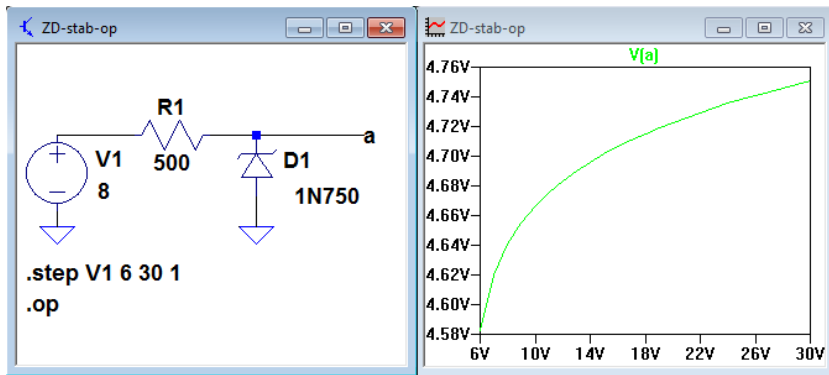 ZD-stab-op
R1
a
V1
500
D1
8
1N750
.step V1 6 30 1
.op
ZD-stab-op
V(a)
4.76V
4.74V
4.72V
4.70V
4.68V
4.66V
4.64V
4.62V
4.60V
4.58V
6V 10V 14V 18V 22V 26V 30V